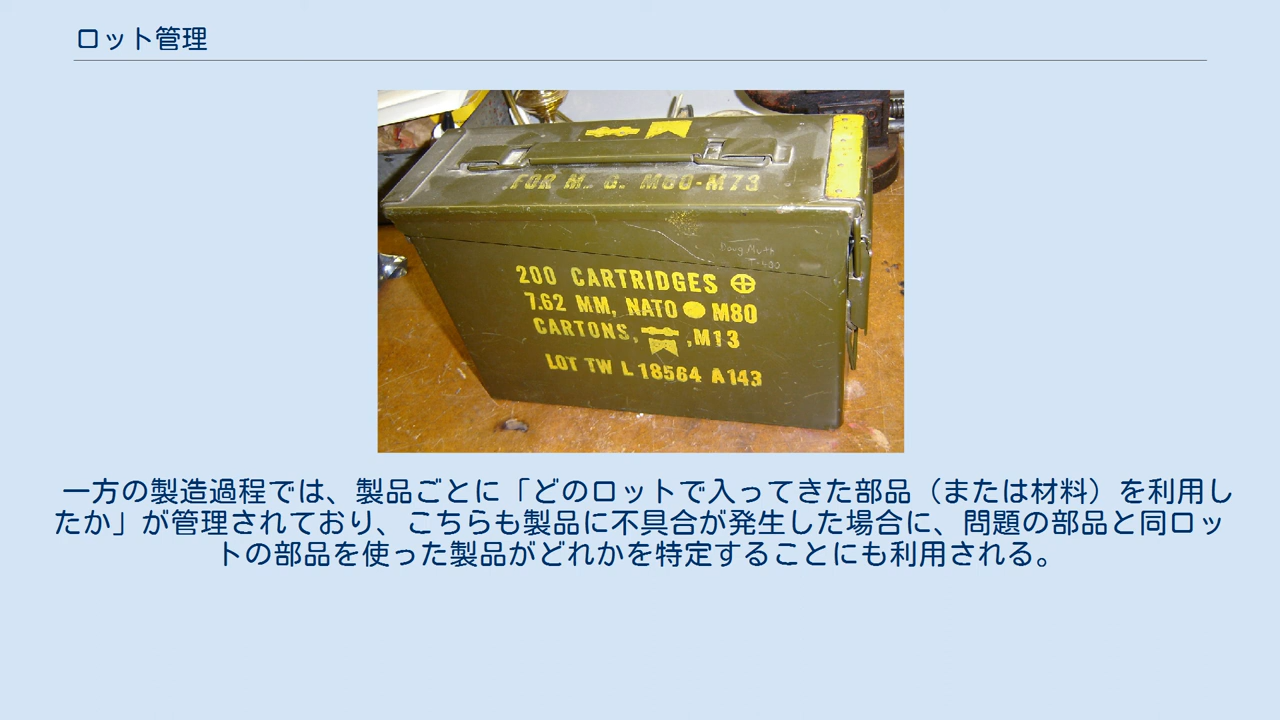 ロット管理
FOR M. G. M60-M73
200 CARTRIDGES
7.62 MM, NATO M80
CARTONS, ,M13
LOT TW L 18564 A143
一方の製造過程では、製品ごとに「どのロットで入ってきた部品（または材料）を利用し
たか」が管理されており、こちらも製品に不具合が発生した場合に、問題の部品と同ロッ
トの部品を使った製品がどれかを特定することにも利用される。